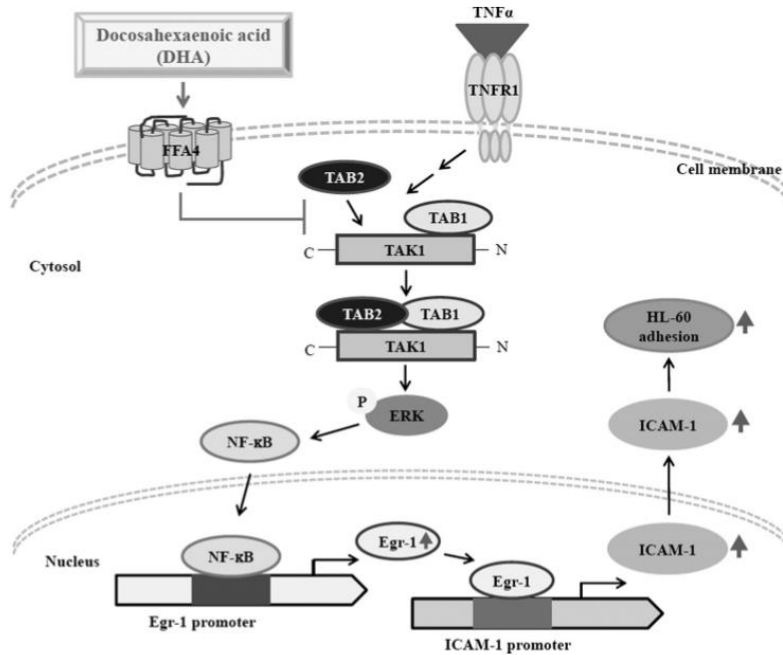 TNFα
Docosahexaenoic acid
(DHA)
TNFR1
FFA4
Cell membrane
TAB2
TAB1
C
TAK1
N
Cytosol
TAB2
TAB1
C
TAK1
N
HL-60
adhesion
P
ERK
NF-κB
ICAM-1
Nucleus
NF-κB
Egr-1
Egr-1
ICAM-1
Egr-1 promoter
ICAM-1 promoter